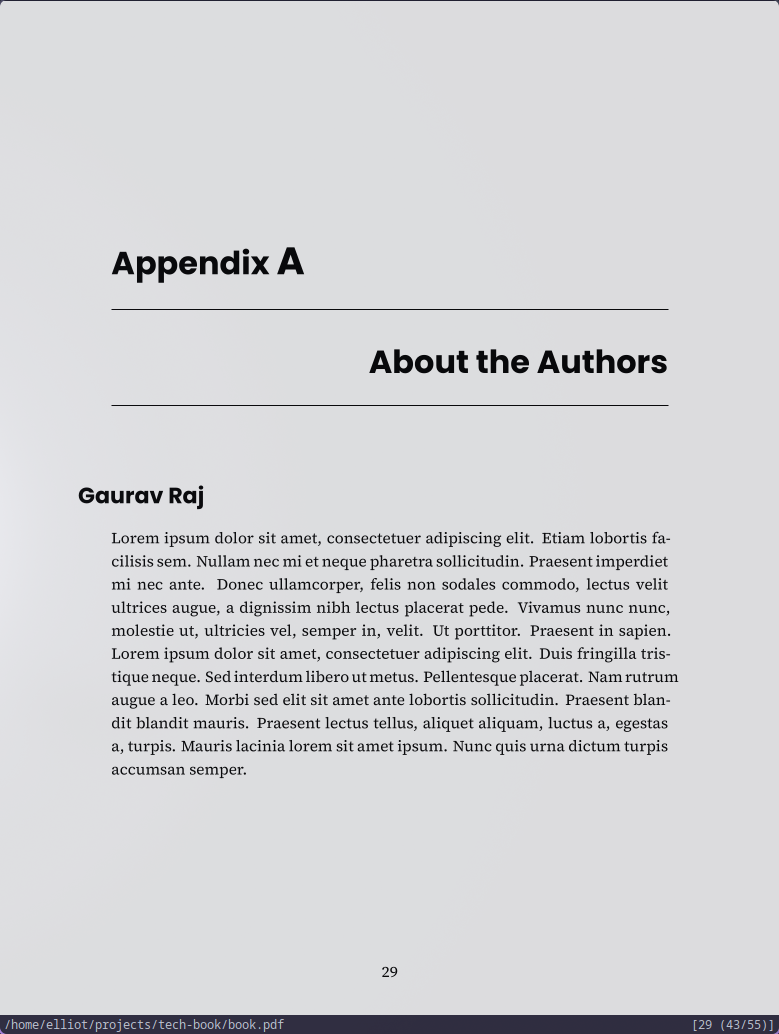 Appendix A
About the Authors
Gaurav Raj
Lorem ipsum dolor sit amet, consectetuer adipiscing elit. Etiam lobortis fa-
cilisis sem. Nullam nec mi et neque pharetra sollicitudin. Praesent imperdiet
mi nec ante. Donec ullamcorper, felis non sodales commodo, lectus velit
ultrices augue, a dignissim nibh lectus placerat pede. Vivamus nunc nunc,
molestie ut, ultricies vel, semper in, velit. Ut porttitor. Praesent in sapien.
Lorem ipsum dolor sit amet, consectetuer adipiscing elit. Duis fringilla tris-
tique neque. Sed interdum libero ut metus. Pellentesque placerat. Nam rutrum
augue a leo. Morbi sed elit sit amet ante lobortis sollicitudin. Praesent blan-
dit blandit mauris. Praesent lectus tellus, aliquet aliquam, luctus a, egestas
a, turpis. Mauris lacinia lorem sit amet ipsum. Nunc quis urna dictum turpis
accumsan semper.
29
/home/elliot/projects/tech-book/book.pdf [29 (43/55)]